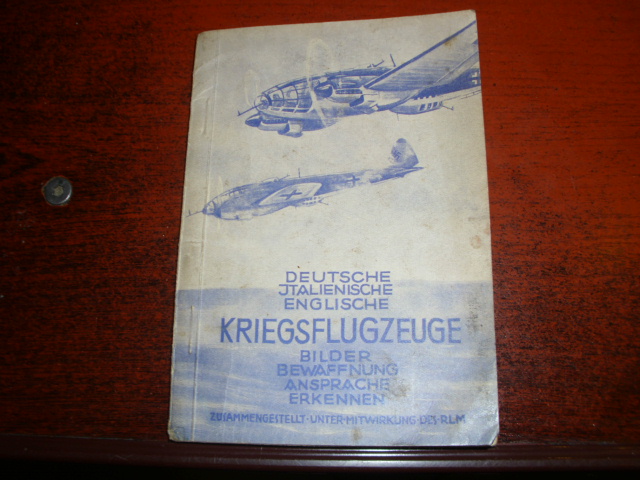 DEUTSCHE
JTALIENISCHE
ENGLISCHE
KRIEGSFLUGZEUGE
BILDER
BEWAFFNUNG
ANSPRACHE
ERKENNEN
ZUSAMMENGESTELLT·UNTER·MITWIRKUNG·DES·RLM